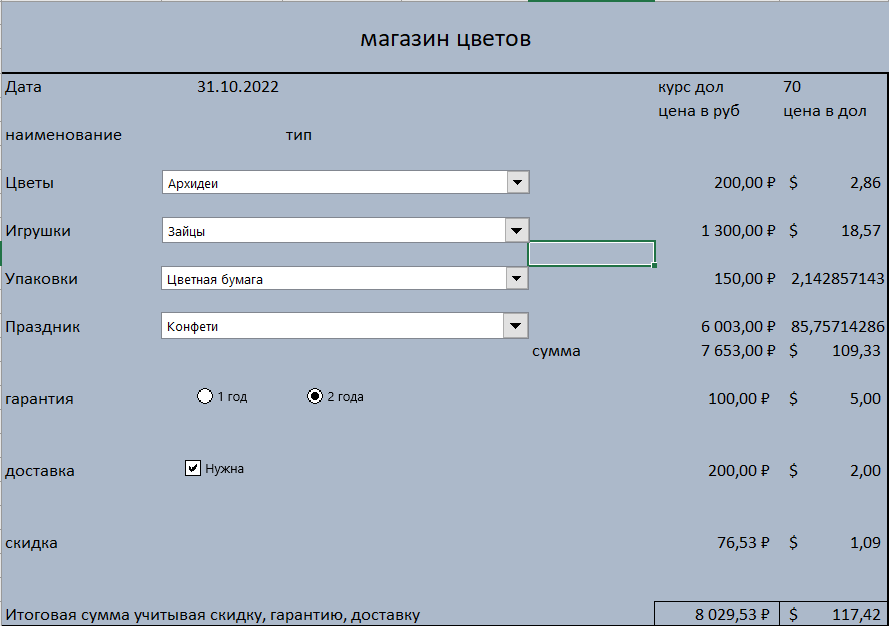 магазин цветов
Дата 31.10.2022 курс дол 70
цена в руб цена в дол
наименование тип
Цветы Архидеи 200,00 ₽ $ 2,86
Игрушки Зайцы 1 300,00 ₽ $ 18,57
Упаковки Цветная бумага 150,00 ₽ 2,142857143
Праздник Конфети 6 003,00 ₽ 85,75714286
сумма 7 653,00 ₽ $ 109,33
гарантия 1 год 2 года 100,00 ₽ $ 5,00
доставка Нужна 200,00 ₽ $ 2,00
скидка 76,53 ₽ $ 1,09
Итоговая сумма учитывая скидку, гарантию, доставку 8 029,53 ₽ $ 117,42